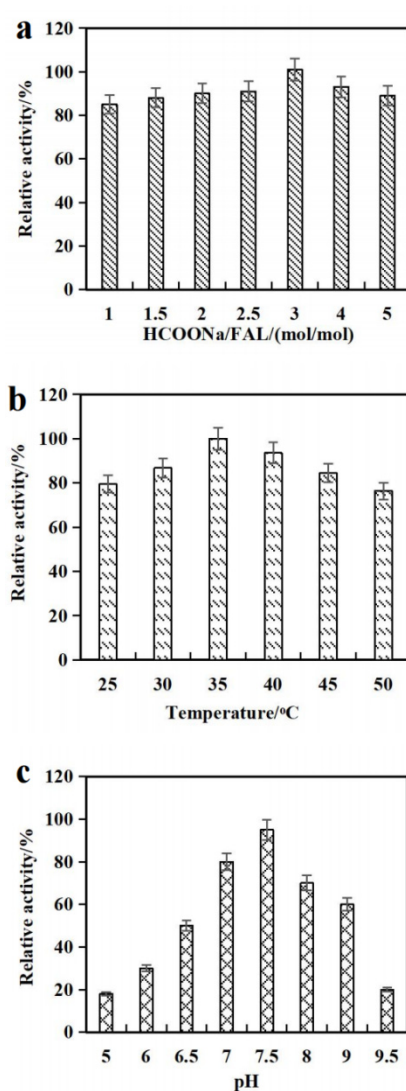 a
Relative activity/%
120
100
80
60
40
20
0
1 1.5 2 2.5 3 4 5
HCOONa/FAL/(mol/mol)
b
Relative activity/%
120
100
80
60
40
20
0
25 30 35 40 45 50
Temperature/°C
c
Relative activity/%
120
100
80
60
40
20
0
5 6 6.5 7 7.5 8 9 9.5
pH